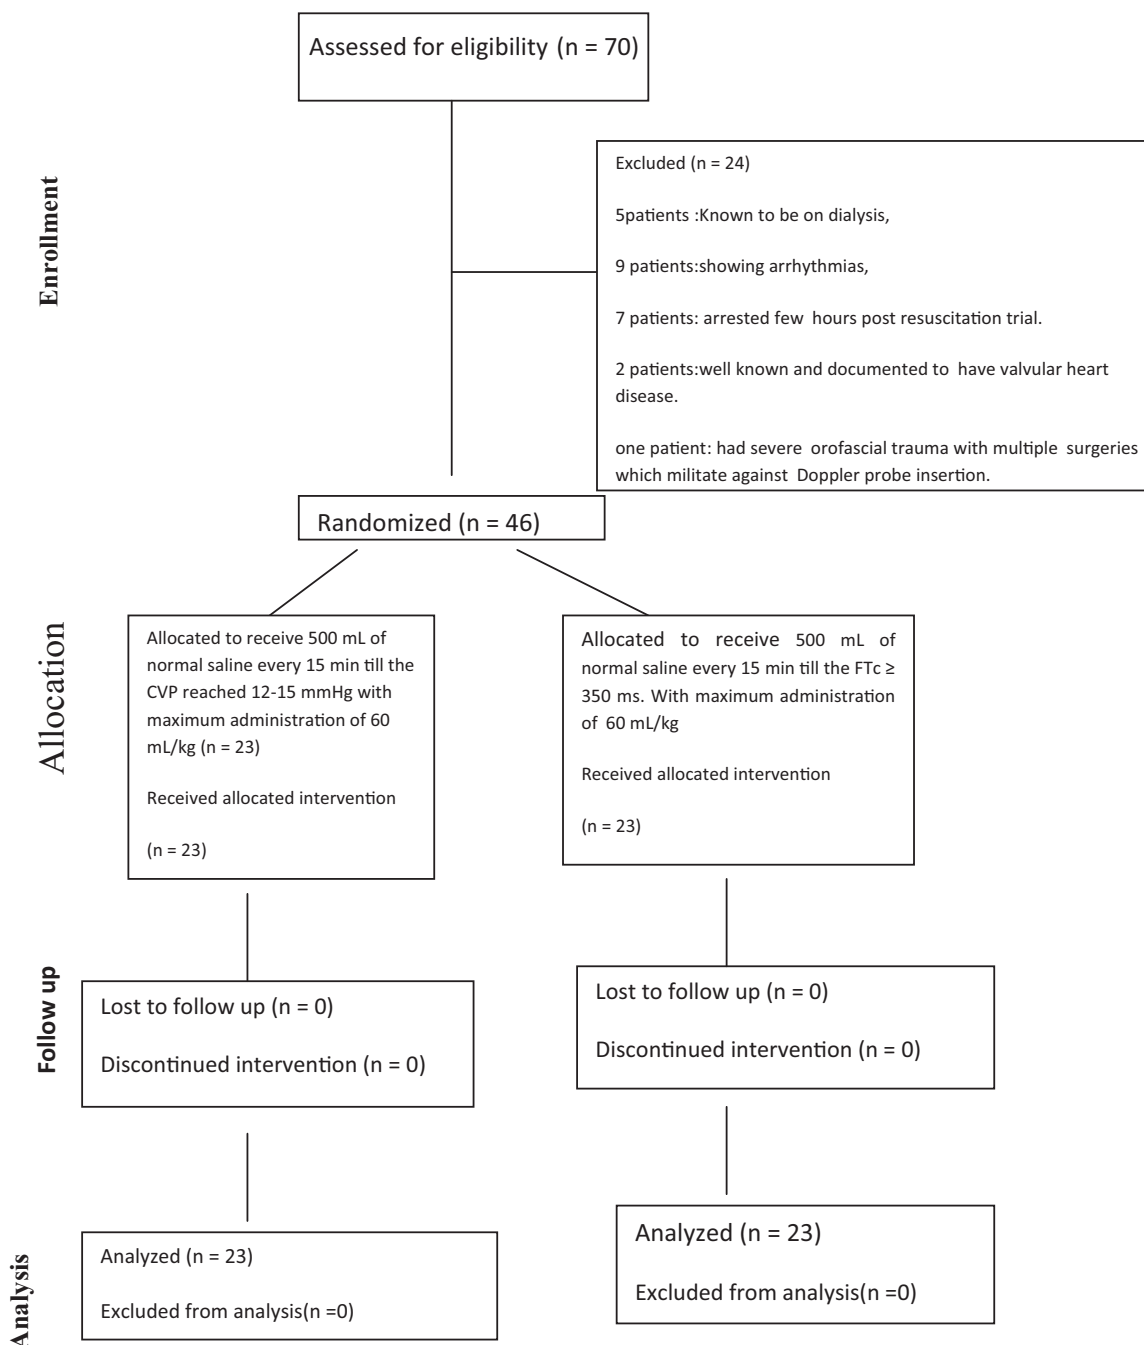 Assessed for eligibility (n = 70)
Enrollment
Excluded (n = 24)
5patients :Known to be on dialysis,
9 patients:showing arrhythmias,
7 patients: arrested few hours post resuscitation trial.
2 patients:well known and documented to have valvular heart
disease.
one patient: had severe orofascial trauma with multiple surgeries
which militate against Doppler probe insertion.
Randomized (n = 46)
Allocation
Allocated to receive 500 mL of
normal saline every 15 min till the
CVP reached 12-15 mmHg with
maximum administration of 60
mL/kg (n = 23)
Received allocated intervention
(n = 23)
Allocated to receive 500 mL of
normal saline every 15 min till the FTc ≥
350 ms. With maximum administration
of 60 mL/kg
Received allocated intervention
(n = 23)
Follow up
Lost to follow up (n = 0)
Discontinued intervention (n = 0)
Lost to follow up (n = 0)
Discontinued intervention (n = 0)
Analysis
Analyzed (n = 23)
Excluded from analysis(n =0)
Analyzed (n = 23)
Excluded from analysis(n =0)